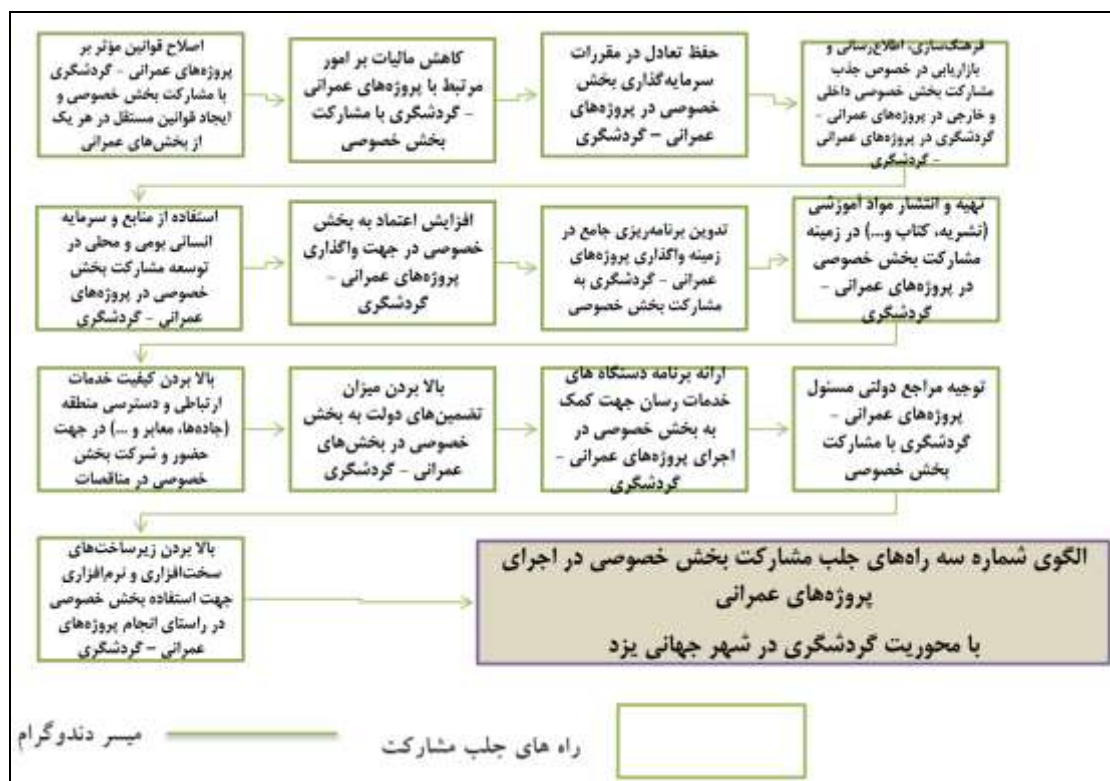 اصلاح قوانین مؤثر بر
پروژه‌های عمرانی – گردشگری
با مشارکت بخش خصوصی و
ایجاد قوانین مستقل در هر یک
از بخش‌های عمرانی
کاهش مالیات بر امور
مرتبط با پروژه‌های عمرانی
– گردشگری با مشارکت
بخش خصوصی
حفظ تعادل در مقررات
سرمایه‌گذاری بخش
خصوصی در پروژه‌های
عمرانی – گردشگری
فرهنگ‌سازی، اطلاع‌رسانی و
بازاریابی در خصوص جذب
مشارکت بخش خصوصی داخلی
و خارجی در پروژه‌های عمرانی –
گردشگری در پروژه‌های عمرانی
– گردشگری
استفاده از منابع و سرمایه
انسانی بومی و محلی در
توسعه مشارکت بخش
خصوصی در پروژه‌های
عمرانی – گردشگری
افزایش اعتماد به بخش
خصوصی در جهت واگذاری
پروژه‌های عمرانی –
گردشگری
تدوین برنامه‌ریزی جامع در
زمینه واگذاری پروژه‌های
عمرانی – گردشگری به
مشارکت بخش خصوصی
تهیه و انتشار مواد آموزشی
(نشریه، کتاب و...) در زمینه
مشارکت بخش خصوصی
در پروژه‌های عمرانی –
گردشگری
بالا بردن کیفیت خدمات
ارتباطی و دسترسی منطقه
(جاده‌ها، معابر و ...) در جهت
حضور و شرکت بخش
خصوصی در مناقصات
بالا بردن میزان
تضمین‌های دولت به بخش
خصوصی در بخش‌های
عمرانی – گردشگری
ارائه برنامه دستگاه های
خدمات رسان جهت کمک
به بخش خصوصی در
اجرای پروژه‌های عمرانی –
گردشگری
توجیه مراجع دولتی مسئول
پروژه‌های عمرانی –
گردشگری با مشارکت
بخش خصوصی
بالا بردن زیرساخت‌های
سخت‌افزاری و نرم‌افزاری
جهت استفاده بخش خصوصی
در راستای انجام پروژه‌های
عمرانی – گردشگری
الگوی شماره سه راه‌های جلب مشارکت بخش خصوصی در اجرای
پروژه‌های عمرانی
با محوریت گردشگری در شهر جهانی یزد
راه های جلب مشارکت
میسر دندوگرام